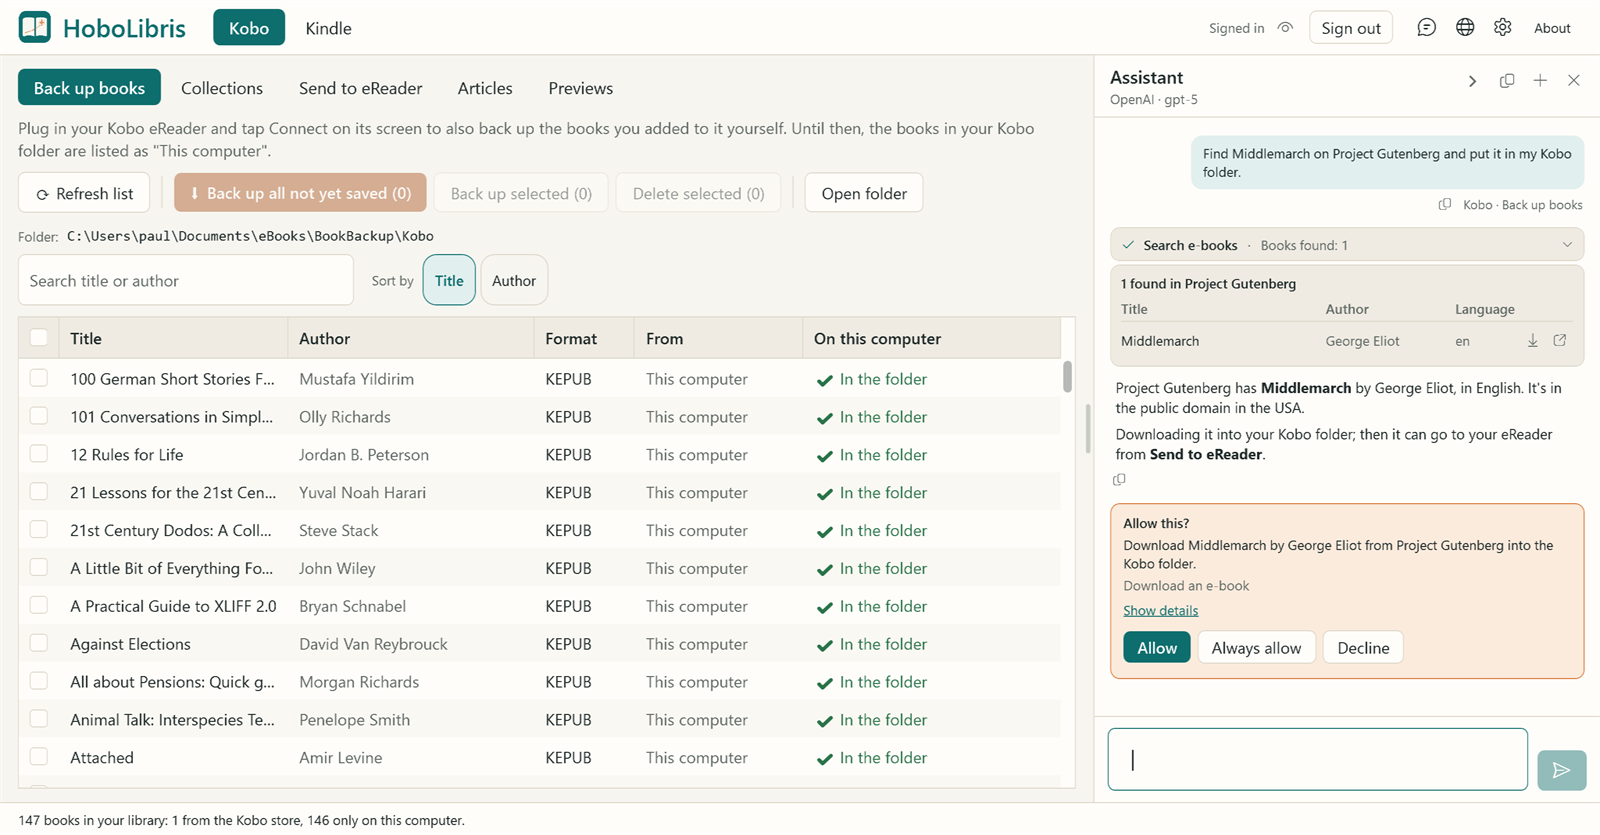 HoboLibris
Kobo
Kindle
Signed in
Sign out
About
Back up books
Collections
Send to eReader
Articles
Previews
Plug in your Kobo eReader and tap Connect on its screen to also back up the books you added to it yourself. Until then, the books in your Kobo
folder are listed as "This computer".
Refresh list
Back up all not yet saved (0)
Back up selected (0)
Delete selected (0)
Open folder
Folder: C:\Users\paul\Documents\eBooks\BookBackup\Kobo
Search title or author
Sort by
Title
Author
Title Author Format From On this computer
100 German Short Stories F... Mustafa Yildirim KEPUB This computer In the folder
101 Conversations in Simpl... Olly Richards KEPUB This computer In the folder
12 Rules for Life Jordan B. Peterson KEPUB This computer In the folder
21 Lessons for the 21st Cen... Yuval Noah Harari KEPUB This computer In the folder
21st Century Dodos: A Coll... Steve Stack KEPUB This computer In the folder
A Little Bit of Everything Fo... John Wiley KEPUB This computer In the folder
A Practical Guide to XLIFF 2.0 Bryan Schnabel KEPUB This computer In the folder
Against Elections David Van Reybrouck KEPUB This computer In the folder
All about Pensions: Quick g... Morgan Richards KEPUB This computer In the folder
Animal Talk: Interspecies Te... Penelope Smith KEPUB This computer In the folder
Attached Amir Levine KEPUB This computer In the folder
147 books in your library: 1 from the Kobo store, 146 only on this computer.
Assistant
OpenAI · gpt-5
Find Middlemarch on Project Gutenberg and put it in my Kobo
folder.
Kobo · Back up books
Search e-books · Books found: 1
1 found in Project Gutenberg
Title Author Language
Middlemarch George Eliot en
Project Gutenberg has Middlemarch by George Eliot, in English. It's in
the public domain in the USA.
Downloading it into your Kobo folder; then it can go to your eReader
from Send to eReader.
Allow this?
Download Middlemarch by George Eliot from Project Gutenberg into the
Kobo folder.
Download an e-book
Show details
Allow
Always allow
Decline